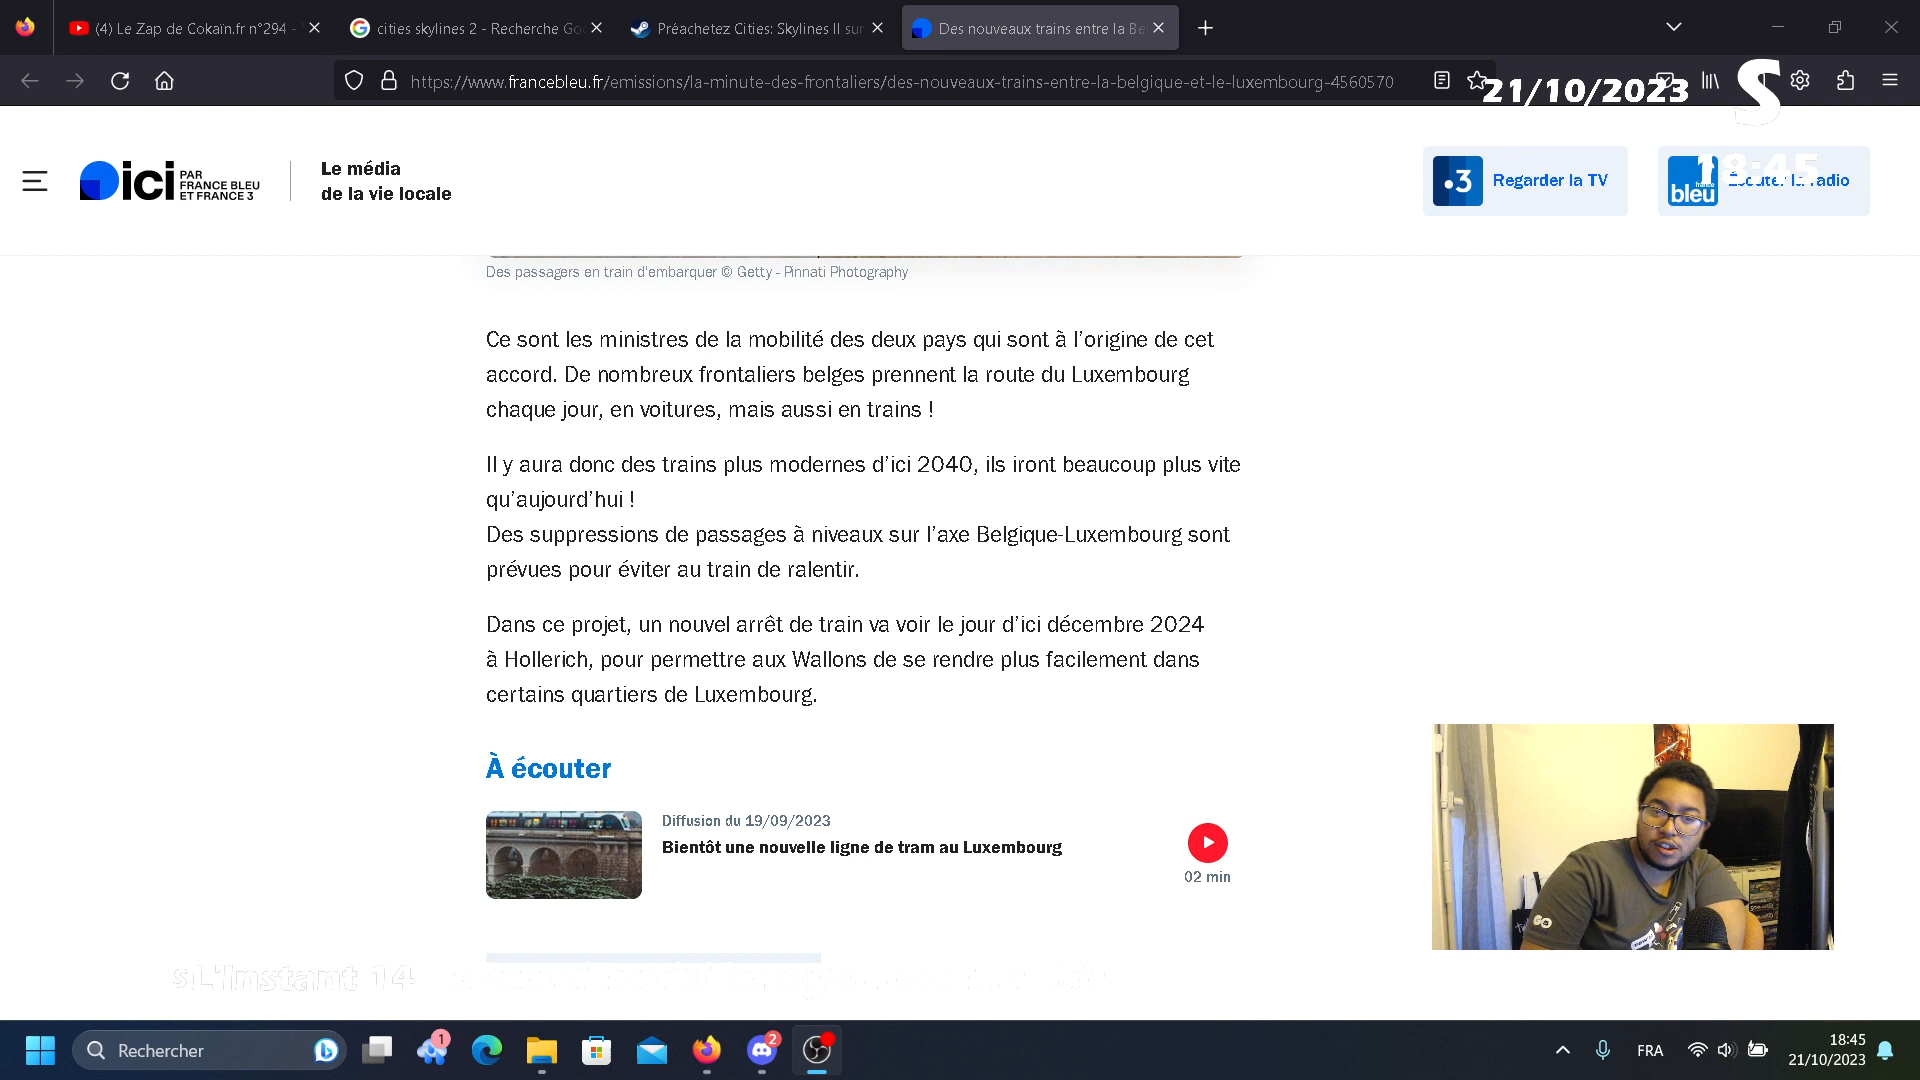 (4) Le Zap de Cokaïn.fr n°294 -
cities skylines 2 - Recherche Goo
Préachetez Cities: Skylines II sur
Des nouveaux trains entre la Be
https://www.francebleu.fr/emissions/la-minute-des-frontaliers/des-nouveaux-trains-entre-la-belgique-et-le-luxembourg-4560570
21/10/2023
S
18:45
ici
PAR
FRANCE BLEU
ET FRANCE 3
Le média
de la vie locale
.3
Regarder la TV
france
bleu
Écouter la radio
Des passagers en train d'embarquer © Getty - Pinnati Photography
Ce sont les ministres de la mobilité des deux pays qui sont à l’origine de cet
accord. De nombreux frontaliers belges prennent la route du Luxembourg
chaque jour, en voitures, mais aussi en trains !
Il y aura donc des trains plus modernes d’ici 2040, ils iront beaucoup plus vite
qu’aujourd’hui !
Des suppressions de passages à niveaux sur l’axe Belgique-Luxembourg sont
prévues pour éviter au train de ralentir.
Dans ce projet, un nouvel arrêt de train va voir le jour d’ici décembre 2024
à Hollerich, pour permettre aux Wallons de se rendre plus facilement dans
certains quartiers de Luxembourg.
À écouter
Diffusion du 19/09/2023
Bientôt une nouvelle ligne de tram au Luxembourg
02 min
GO
sL'Instant 14
Rechercher
1
2
FRA
18:45
21/10/2023